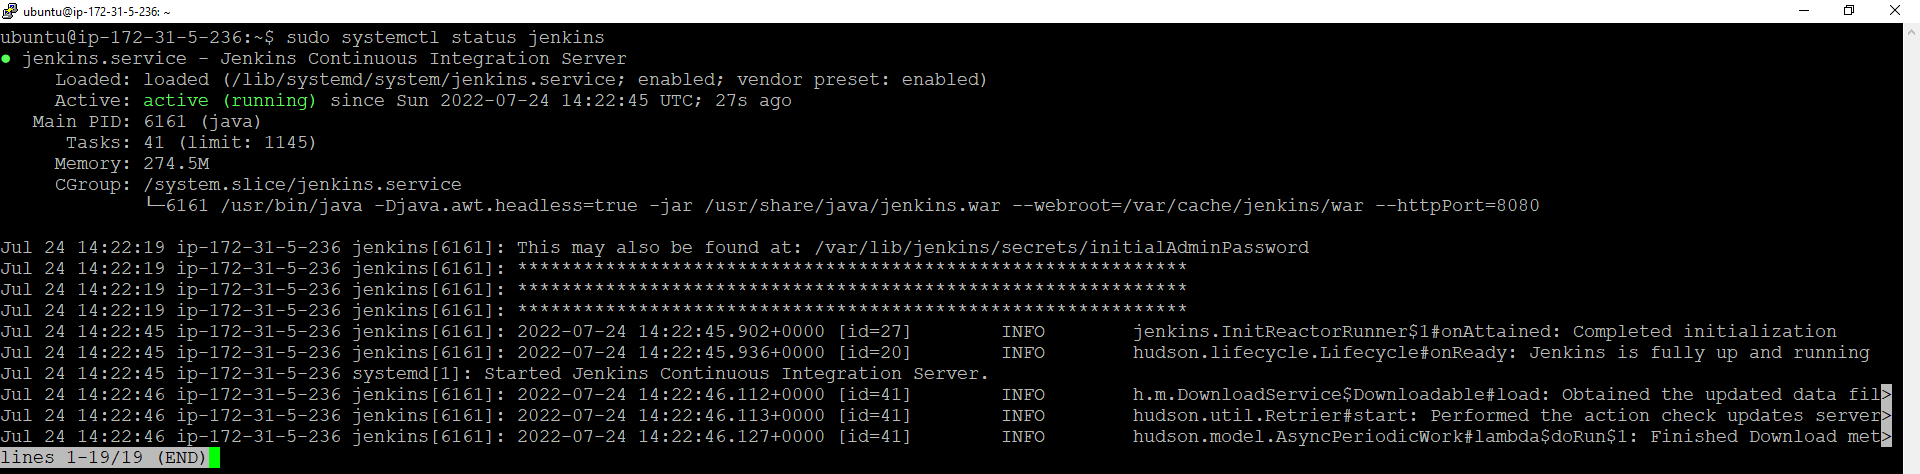 ubuntu@ip-172-31-5-236: ~
ubuntu@ip-172-31-5-236:~$ sudo systemctl status jenkins
● jenkins.service - Jenkins Continuous Integration Server
     Loaded: loaded (/lib/systemd/system/jenkins.service; enabled; vendor preset: enabled)
     Active: active (running) since Sun 2022-07-24 14:22:45 UTC; 27s ago
   Main PID: 6161 (java)
      Tasks: 41 (limit: 1145)
     Memory: 274.5M
     CGroup: /system.slice/jenkins.service
             └─6161 /usr/bin/java -Djava.awt.headless=true -jar /usr/share/java/jenkins.war --webroot=/var/cache/jenkins/war --httpPort=8080
Jul 24 14:22:19 ip-172-31-5-236 jenkins[6161]: This may also be found at: /var/lib/jenkins/secrets/initialAdminPassword
Jul 24 14:22:19 ip-172-31-5-236 jenkins[6161]: *************************************************************
Jul 24 14:22:19 ip-172-31-5-236 jenkins[6161]: *************************************************************
Jul 24 14:22:19 ip-172-31-5-236 jenkins[6161]: *************************************************************
Jul 24 14:22:45 ip-172-31-5-236 jenkins[6161]: 2022-07-24 14:22:45.902+0000 [id=27]        INFO        jenkins.InitReactorRunner$1#onAttained: Completed initialization
Jul 24 14:22:45 ip-172-31-5-236 jenkins[6161]: 2022-07-24 14:22:45.936+0000 [id=20]        INFO        hudson.lifecycle.Lifecycle#onReady: Jenkins is fully up and running
Jul 24 14:22:45 ip-172-31-5-236 systemd[1]: Started Jenkins Continuous Integration Server.
Jul 24 14:22:46 ip-172-31-5-236 jenkins[6161]: 2022-07-24 14:22:46.112+0000 [id=41]        INFO        h.m.DownloadService$Downloadable#load: Obtained the updated data fil>
Jul 24 14:22:46 ip-172-31-5-236 jenkins[6161]: 2022-07-24 14:22:46.113+0000 [id=41]        INFO        hudson.util.Retrier#start: Performed the action check updates server>
Jul 24 14:22:46 ip-172-31-5-236 jenkins[6161]: 2022-07-24 14:22:46.127+0000 [id=41]        INFO        hudson.model.AsyncPeriodicWork#lambda$doRun$1: Finished Download met>
lines 1-19/19 (END)